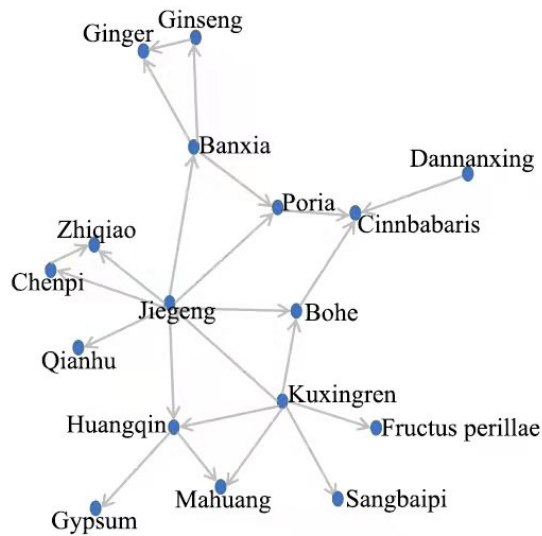 Ginseng
Ginger
Banxia
Dannanxing
Poria
Cinnbabaris
Zhiqiao
Chenpi
Jiegeng
Bohe
Qianhu
Kuxingren
Huangqin
Fructus perillae
Mahuang
Sangbaipi
Gypsum